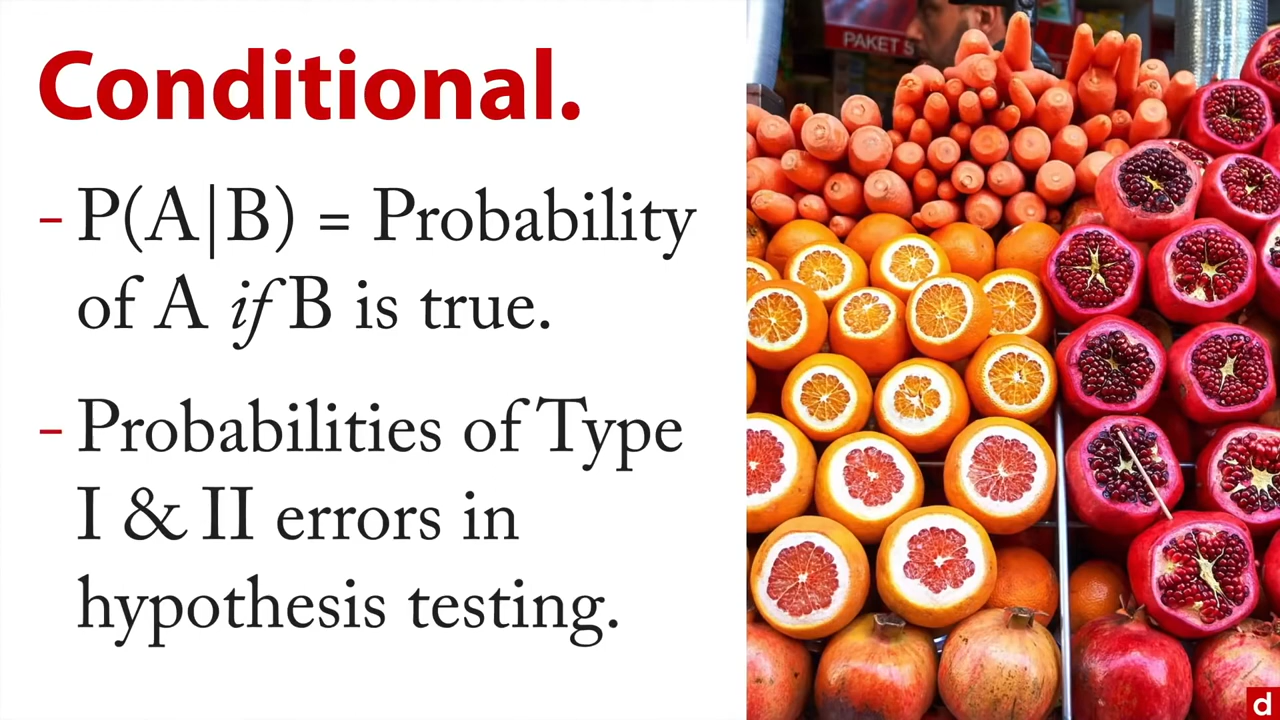 Conditional.
- P(A|B) = Probability
of A if B is true.
- Probabilities of Type
I & II errors in
hypothesis testing.
PAKET S
d